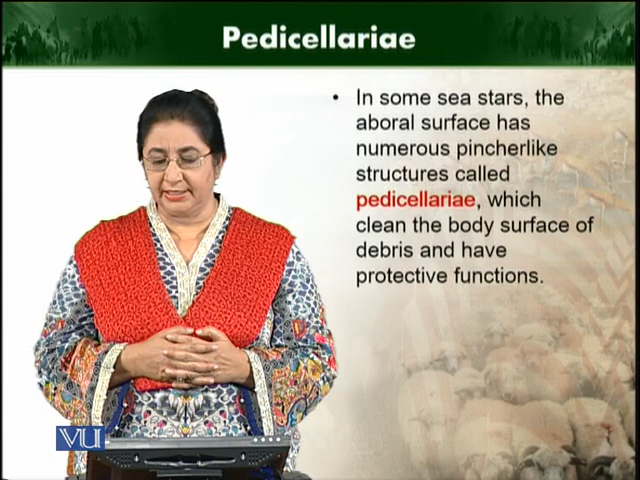 Pedicellariae
• In some sea stars, the
aboral surface has
numerous pincherlike
structures called
pedicellariae, which
clean the body surface of
debris and have
protective functions.
VU